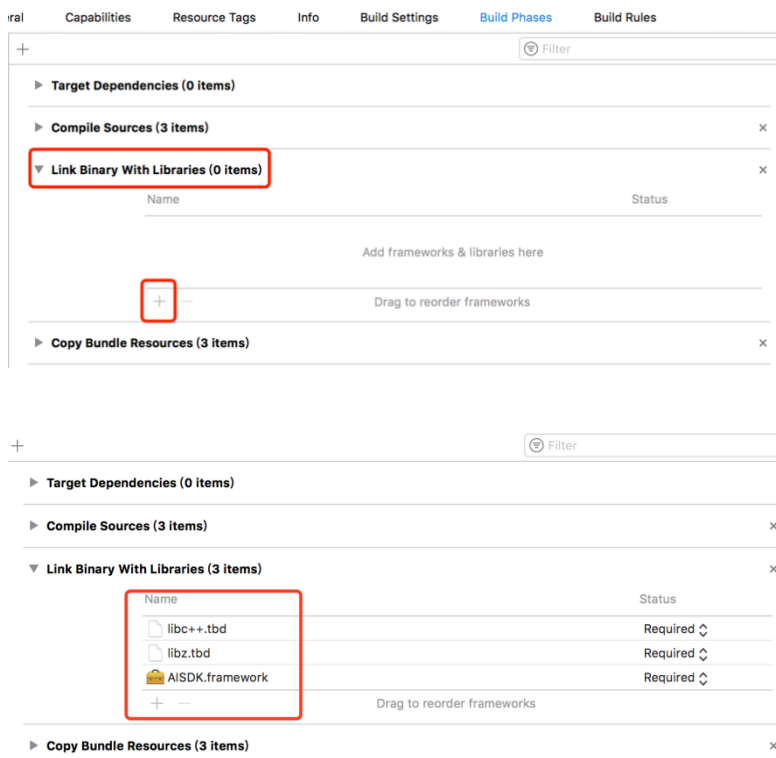 ral Capabilities Resource Tags Info Build Settings Build Phases Build Rules
+ Filter
Target Dependencies (0 items)
Compile Sources (3 items) ×
Link Binary With Libraries (0 items) ×
Name Status
Add frameworks & libraries here
+ − Drag to reorder frameworks
Copy Bundle Resources (3 items) ×
+ Filter
Target Dependencies (0 items)
Compile Sources (3 items) ×
Link Binary With Libraries (3 items) ×
Name Status
libc++.tbd Required
libz.tbd Required
AISDK.framework Required
+ − Drag to reorder frameworks
Copy Bundle Resources (3 items) ×